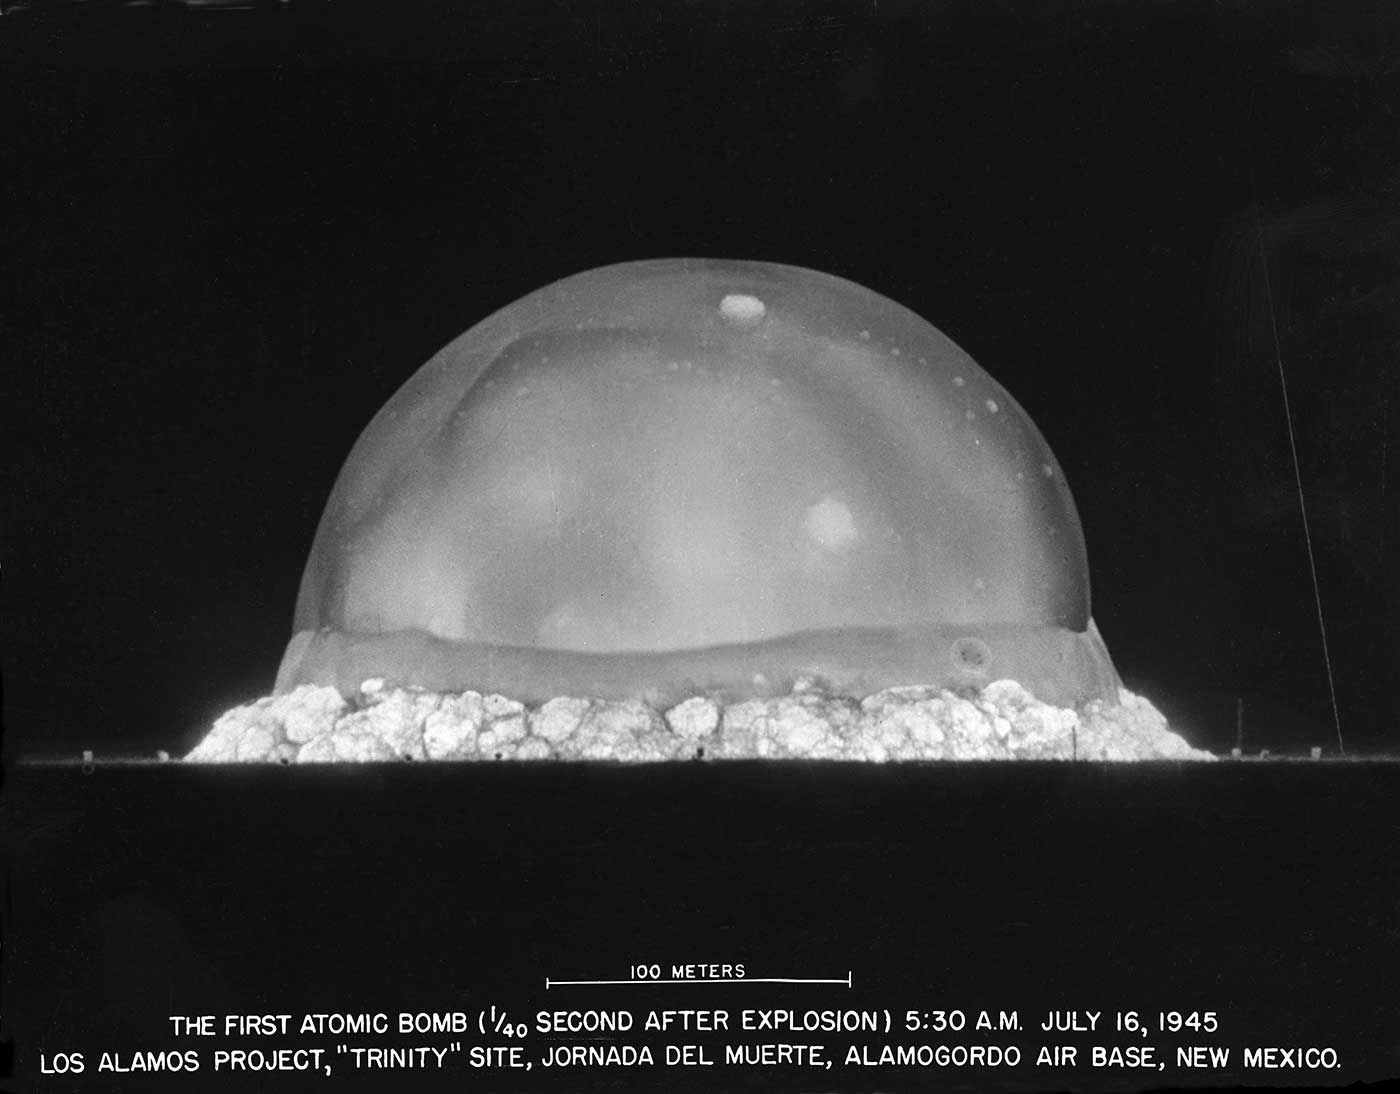 100 METERS
THE FIRST ATOMIC BOMB (1/40 SECOND AFTER EXPLOSION) 5:30 A.M. JULY 16, 1945
LOS ALAMOS PROJECT, "TRINITY" SITE, JORNADA DEL MUERTE, ALAMOGORDO AIR BASE, NEW MEXICO.